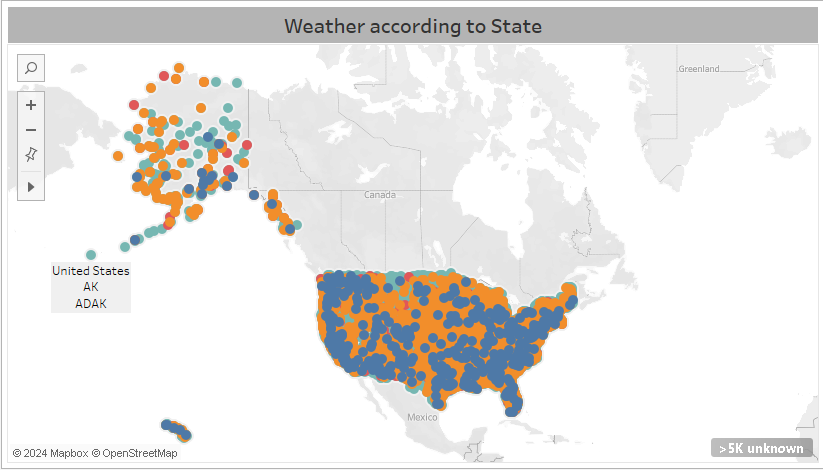 Weather according to State
Greenland
Canada
United States
AK
ADAK
Mexico
© 2024 Mapbox © OpenStreetMap
>5K unknown